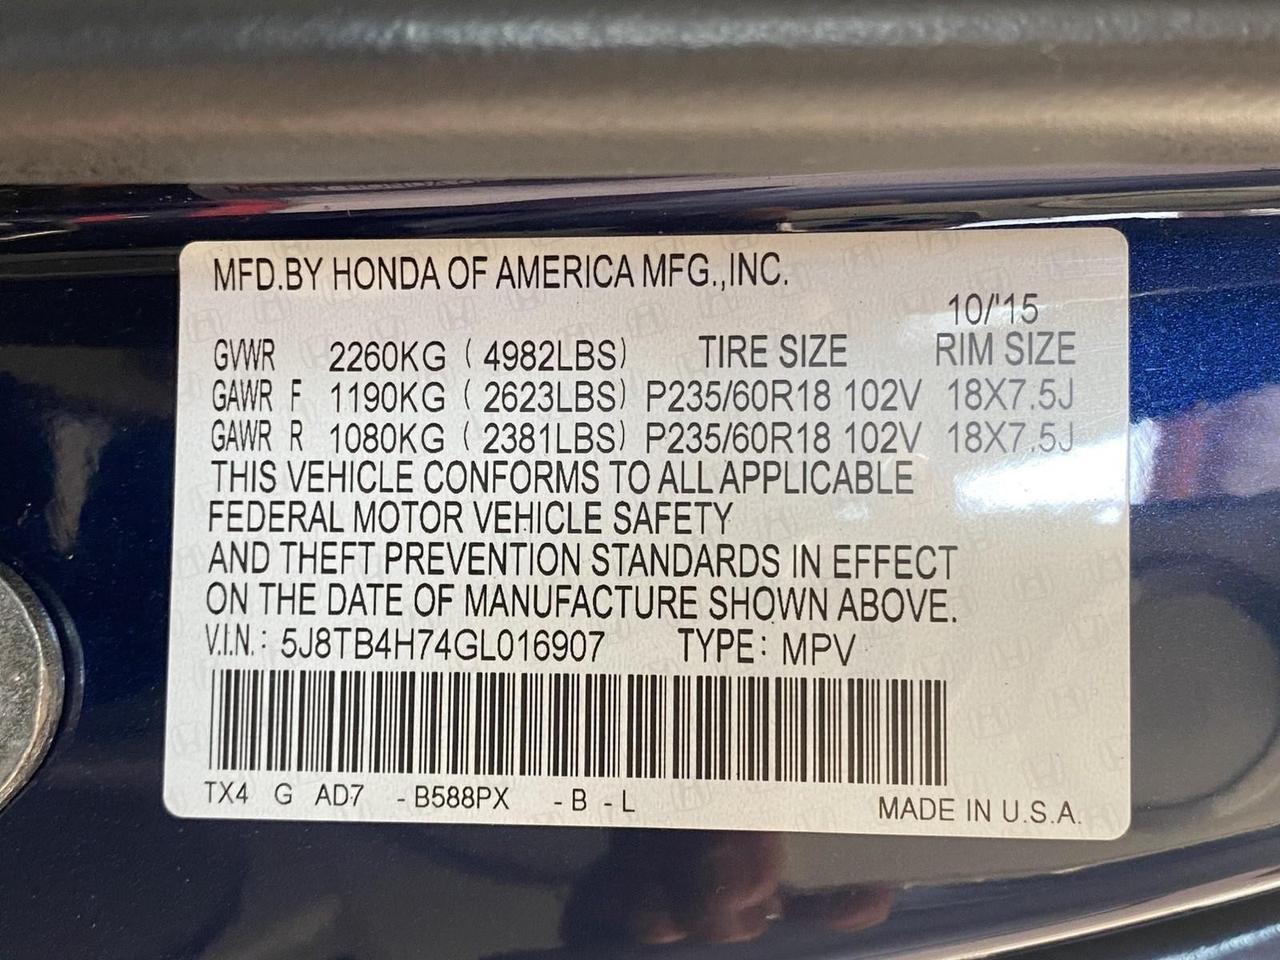 MFD.BY HONDA OF AMERICA MFG.,INC.
10/'15
GVWR 2260KG ( 4982LBS) TIRE SIZE RIM SIZE
GAWR F 1190KG ( 2623LBS) P235/60R18 102V 18X7.5J
GAWR R 1080KG ( 2381LBS) P235/60R18 102V 18X7.5J
THIS VEHICLE CONFORMS TO ALL APPLICABLE
FEDERAL MOTOR VEHICLE SAFETY
AND THEFT PREVENTION STANDARDS IN EFFECT
ON THE DATE OF MANUFACTURE SHOWN ABOVE.
V.I.N.: 5J8TB4H74GL016907 TYPE: MPV
TX4 G AD7 -B588PX -B -L MADE IN U.S.A.